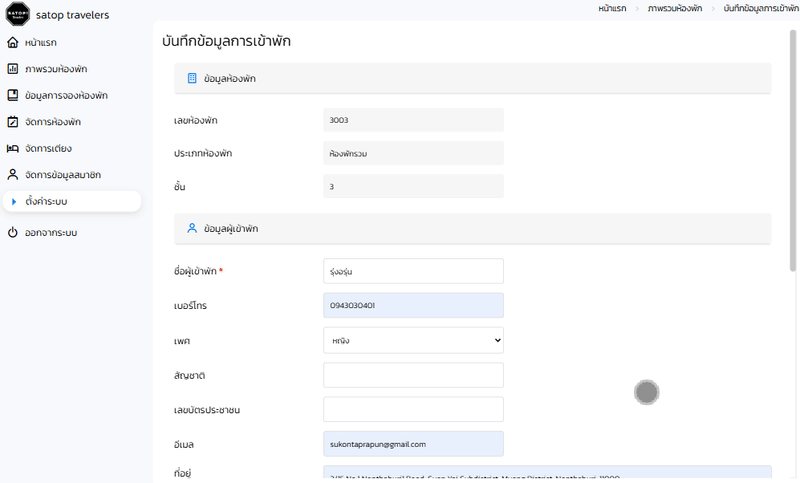 SATOPI
satop travelers
หน้าแรก
ภาพรวมห้องพัก
บันทึกข้อมูลการเข้าพัก
หน้าแรก
ภาพรวมห้องพัก
ข้อมูลการจองห้องพัก
จัดการห้องพัก
จัดการเตียง
จัดการข้อมูลสมาชิก
ตั้งค่าระบบ
ออกจากระบบ
บันทึกข้อมูลการเข้าพัก
ข้อมูลห้องพัก
เลขห้องพัก 3003
ประเภทห้องพัก ห้องพักรวม
ชั้น 3
ข้อมูลผู้เข้าพัก
ชื่อผู้เข้าพัก * รุ่งอรุ่น
เบอร์โทร 0943030401
เพศ หญิง
สัญชาติ
เลขบัตรประชาชน
อีเมล sukontaprapun@gmail.com
ที่อยู่